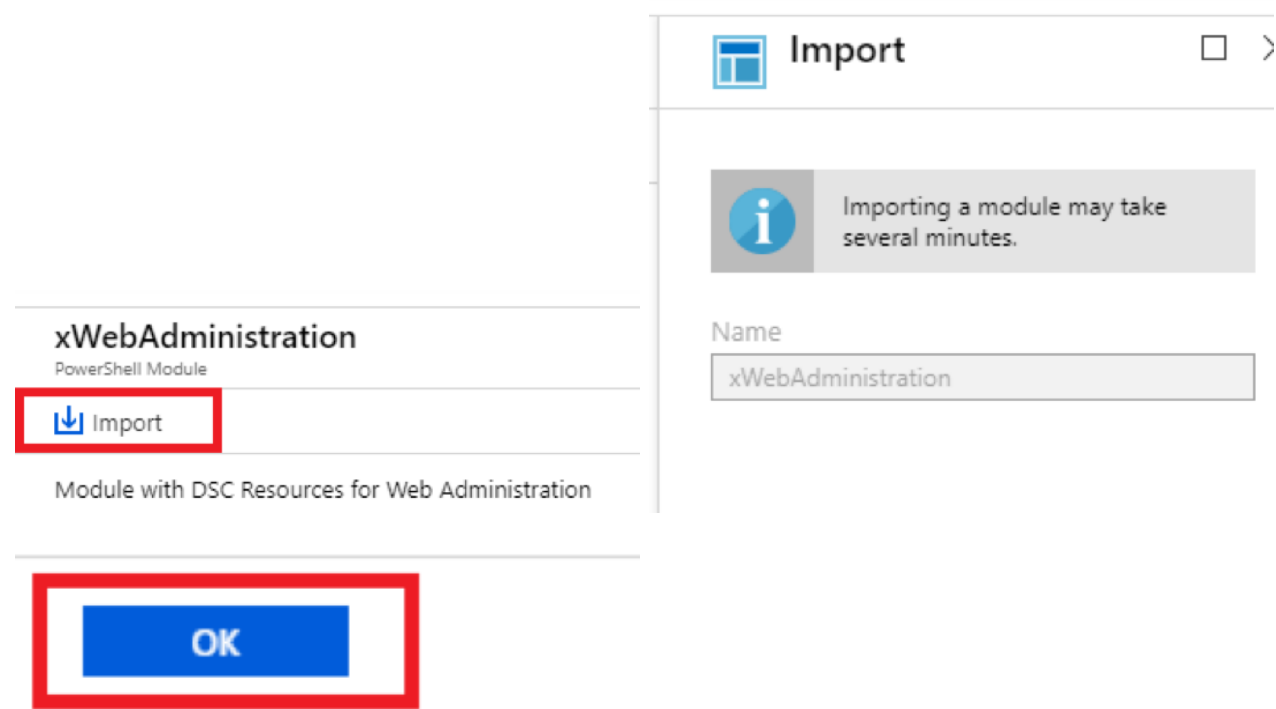 Import
Importing a module may take
several minutes.
Name
xWebAdministration
xWebAdministration
PowerShell Module
Import
Module with DSC Resources for Web Administration
OK